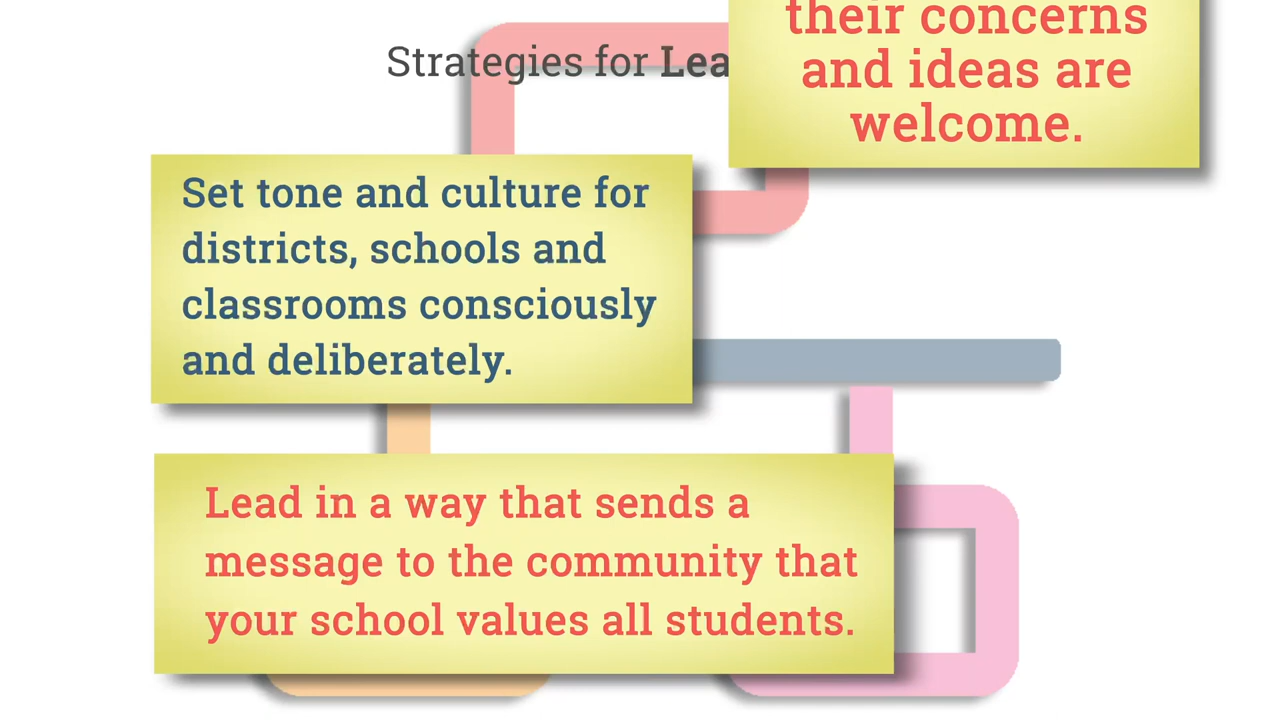 their concerns
and ideas are
welcome.
Strategies for Lea
Set tone and culture for
districts, schools and
classrooms consciously
and deliberately.
Lead in a way that sends a
message to the community that
your school values all students.